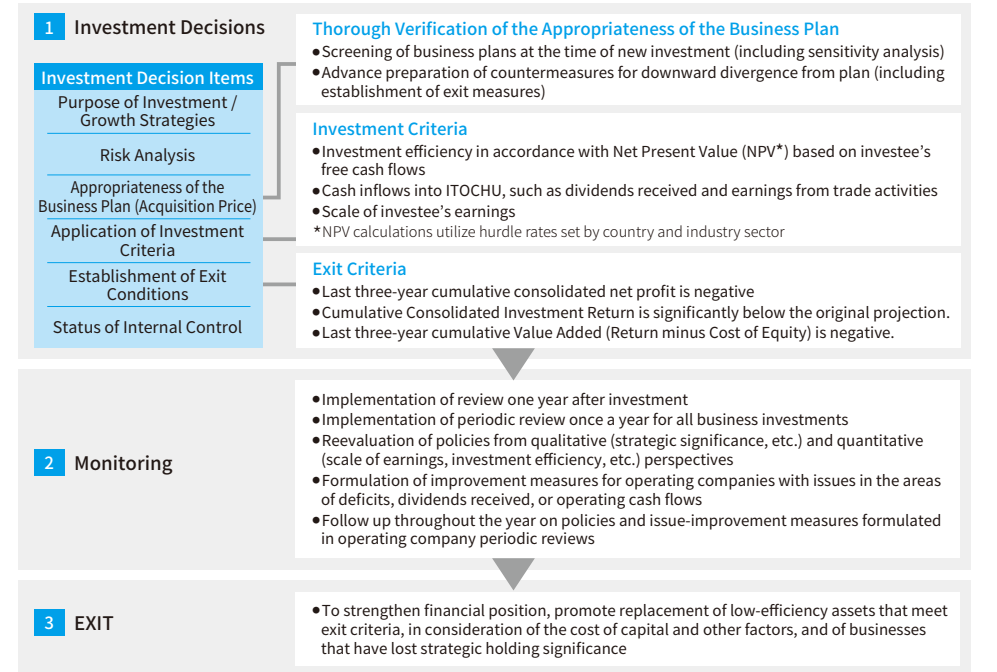 1 Investment Decisions
Investment Decision Items
Purpose of Investment /
Growth Strategies
Risk Analysis
Appropriateness of the
Business Plan (Acquisition Price)
Application of Investment
Criteria
Establishment of Exit
Conditions
Status of Internal Control
Thorough Verification of the Appropriateness of the Business Plan
●Screening of business plans at the time of new investment (including sensitivity analysis)
●Advance preparation of countermeasures for downward divergence from plan (including
establishment of exit measures)
Investment Criteria
●Investment efficiency in accordance with Net Present Value (NPV★) based on investee's
free cash flows
●Cash inflows into ITOCHU, such as dividends received and earnings from trade activities
●Scale of investee's earnings
★NPV calculations utilize hurdle rates set by country and industry sector
Exit Criteria
●Last three-year cumulative consolidated net profit is negative
●Cumulative Consolidated Investment Return is significantly below the original projection.
●Last three-year cumulative Value Added (Return minus Cost of Equity) is negative.
2 Monitoring
●Implementation of review one year after investment
●Implementation of periodic review once a year for all business investments
●Reevaluation of policies from qualitative (strategic significance, etc.) and quantitative
(scale of earnings, investment efficiency, etc.) perspectives
●Formulation of improvement measures for operating companies with issues in the areas
of deficits, dividends received, or operating cash flows
●Follow up throughout the year on policies and issue-improvement measures formulated
in operating company periodic reviews
3 EXIT
●To strengthen financial position, promote replacement of low-efficiency assets that meet
exit criteria, in consideration of the cost of capital and other factors, and of businesses
that have lost strategic holding significance